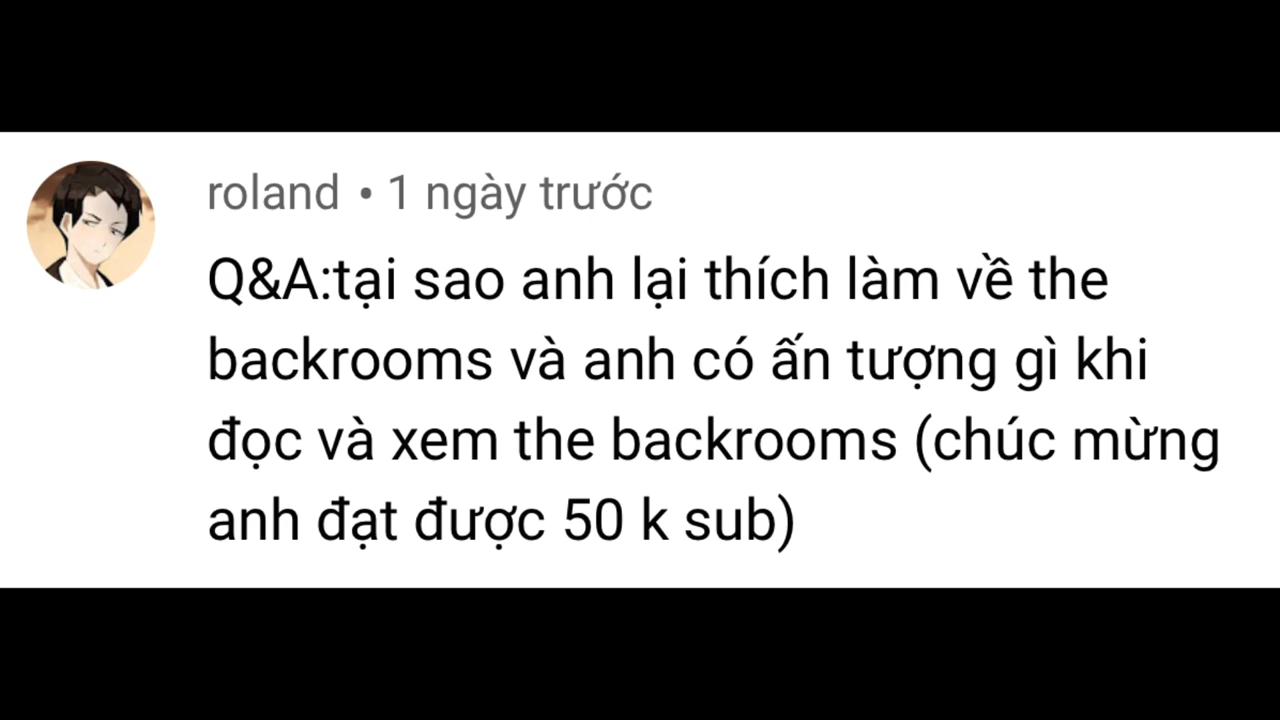 roland • 1 ngày trước
Q&A:tại sao anh lại thích làm về the
backrooms và anh có ấn tượng gì khi
đọc và xem the backrooms (chúc mừng
anh đạt được 50 k sub)